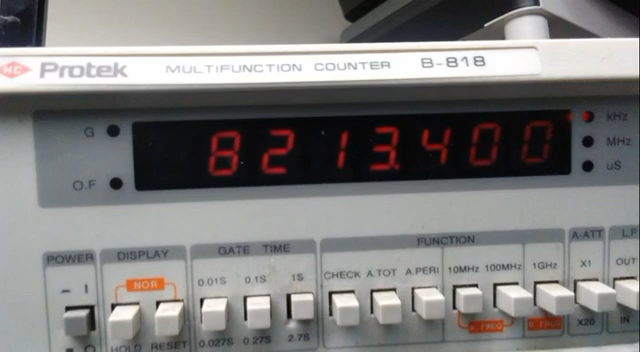 HC Protek MULTIFUNCTION COUNTER B-818
G kHz
8213.400
MHz
O.F uS
POWER DISPLAY GATE TIME FUNCTION A-ATT L.P
NOR 0.01S 0.1S 1S CHECK A.TOT A.PERI 10MHz 100MHz 1GHz X1 OUT
HOLD RESET 0.027S 0.27S 2.7S A.FREQ X20 IN